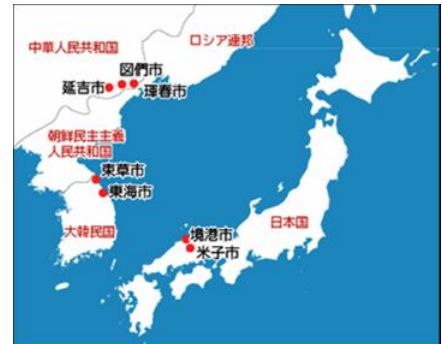 ロシア連邦
中華人民共和国
図們市
延吉市
琿春市
朝鮮民主主義
人民共和国
束草市
東海市
大韓民国
境港市
米子市
日本国